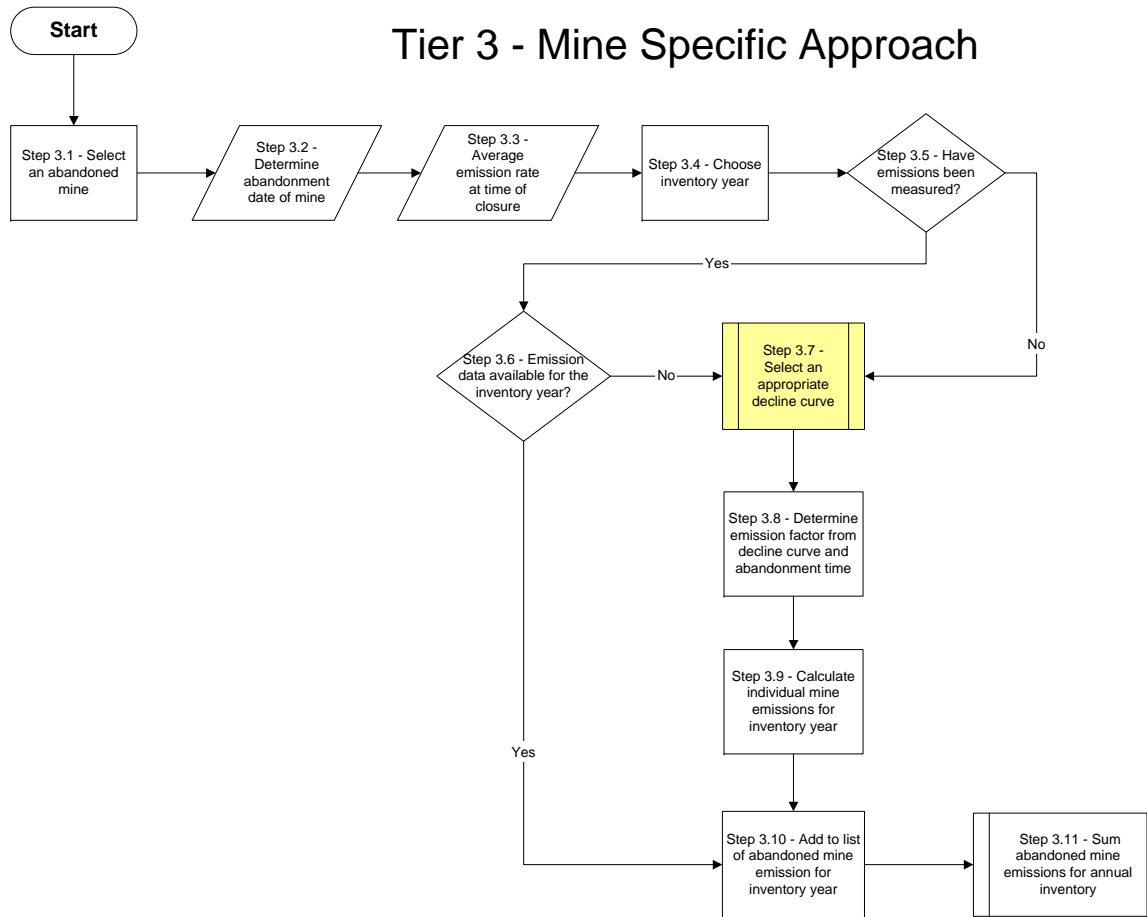 Start
Tier 3 - Mine Specific Approach
Step 3.1 - Select
an abandoned
mine
Step 3.2 -
Determine
abandonment
date of mine
Step 3.3 -
Average
emission rate
at time of
closure
Step 3.4 - Choose
inventory year
Step 3.5 - Have
emissions been
measured?
Yes
No
Step 3.6 - Emission
data available for the
inventory year?
No
Step 3.7 -
Select an
appropriate
decline curve
Step 3.8 - Determine
emission factor from
decline curve and
abandonment time
Step 3.9 - Calculate
individual mine
emissions for
inventory year
Yes
Step 3.10 - Add to list
of abandoned mine
emission for
inventory year
Step 3.11 - Sum
abandoned mine
emissions for annual
inventory